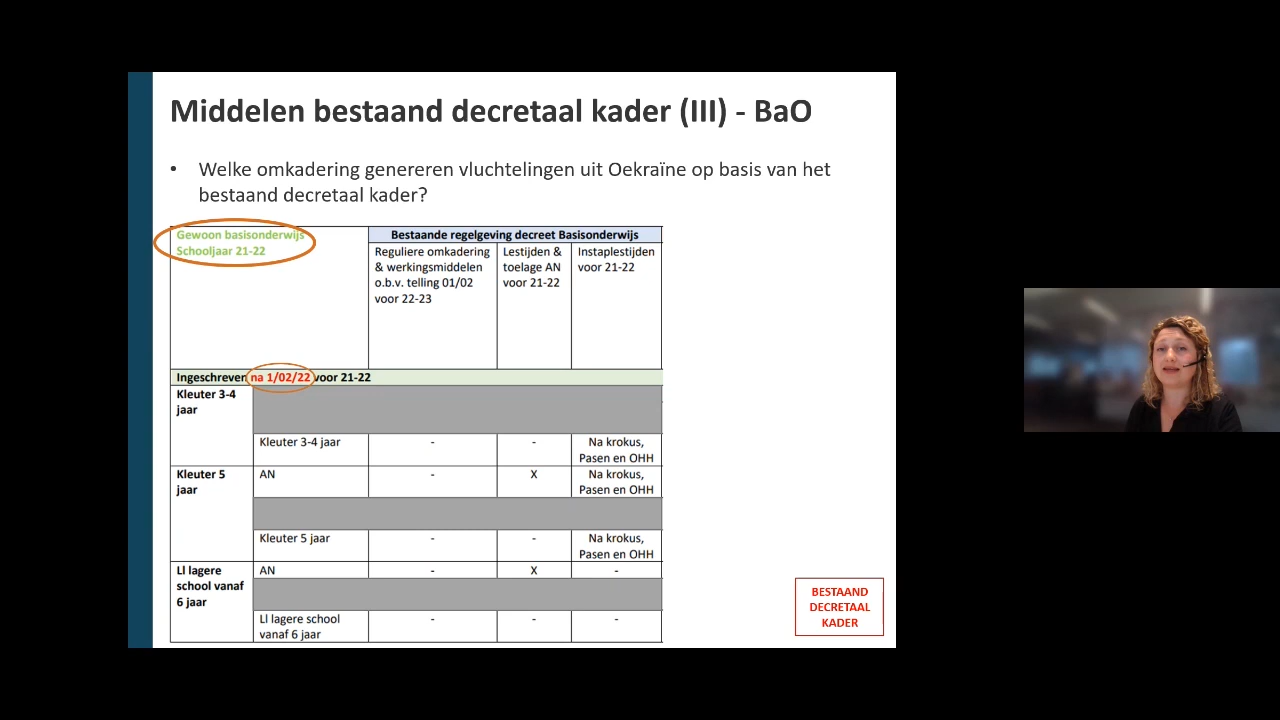 Middelen bestaand decretaal kader (III) - BaO
• Welke omkadering genereren vluchtelingen uit Oekraïne op basis van het
bestaand decretaal kader?
Gewoon basisonderwijs
Schooljaar 21-22
Bestaande regelgeving decreet Basisonderwijs
Reguliere omkadering
& werkingsmiddelen
o.b.v. telling 01/02
voor 22-23
Lestijden &
toelage AN
voor 21-22
Instaplestijden
voor 21-22
Ingeschreven na 1/02/22 voor 21-22
Kleuter 3-4
jaar
Kleuter 3-4 jaar - - Na krokus,
Pasen en OHH
Kleuter 5
jaar
AN - X Na krokus,
Pasen en OHH
Kleuter 5 jaar - - Na krokus,
Pasen en OHH
Ll lagere
school vanaf
6 jaar
AN - X -
Ll lagere school
vanaf 6 jaar
- - -
BESTAAND
DECRETAAL
KADER